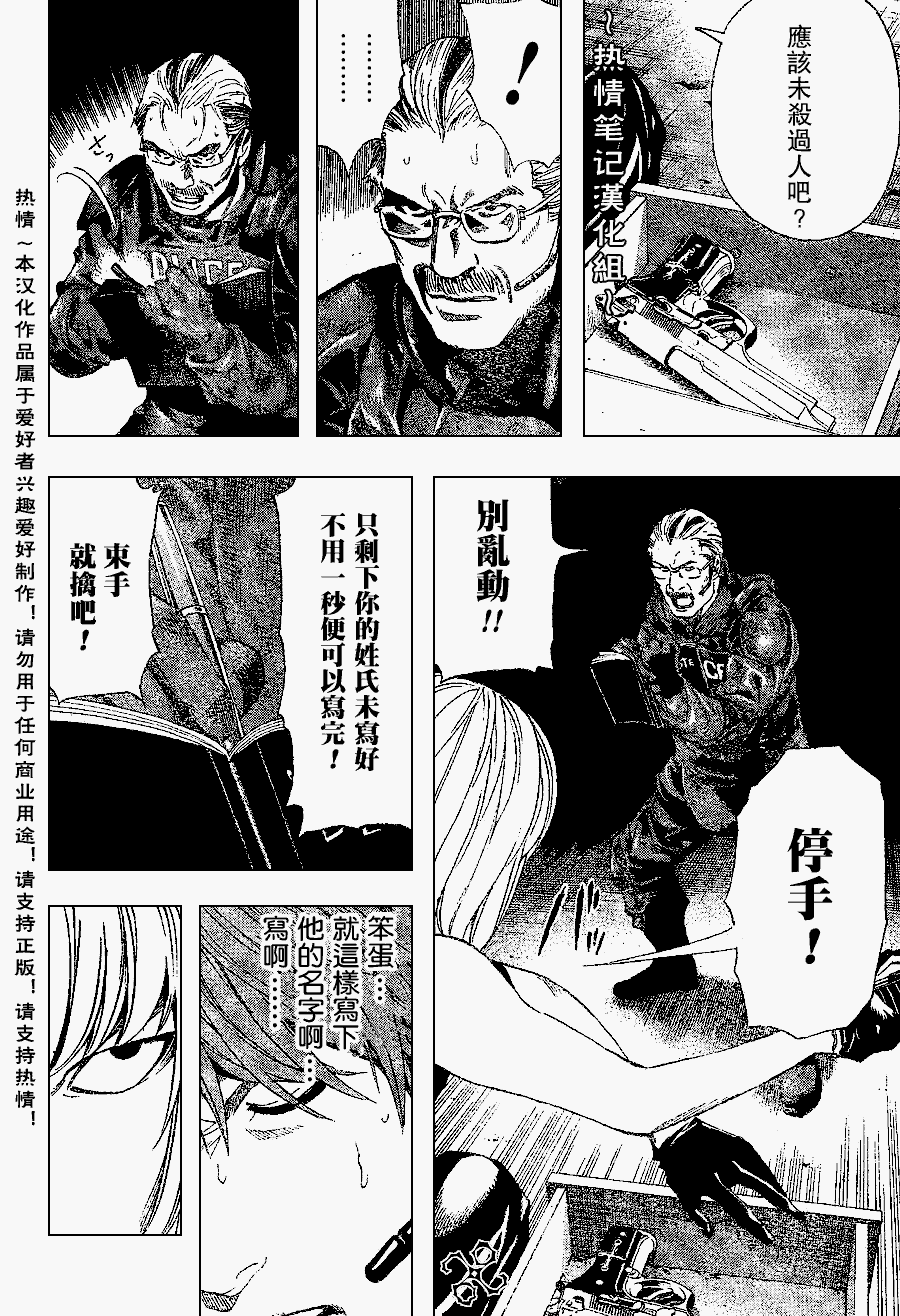 應該未殺過人吧？
～热情笔记漢化組～
！
………
………
さっ
POLICE
別亂動！！
停手！
只剩下你的姓氏未寫好
不用一秒便可以寫完！
束手
就擒吧！
笨蛋…
就這樣寫下
他的名字啊…
寫啊……
热情～本汉化作品属于爱好者兴趣爱好制作！请勿用于任何商业用途！请支持正版！请支持热情！